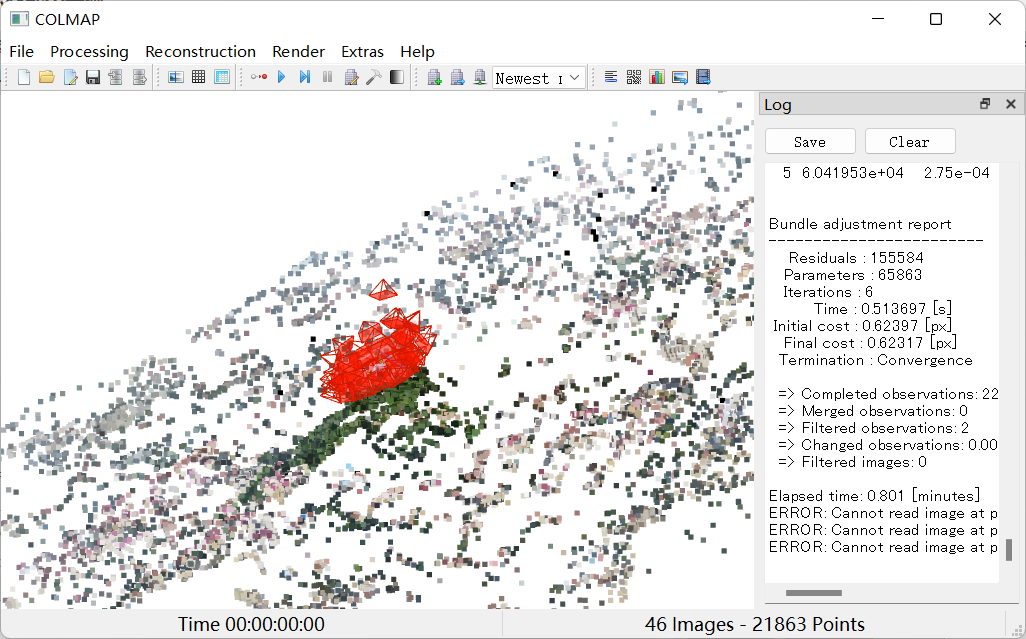 COLMAP
File Processing Reconstruction Render Extras Help
Newest
Log
Save Clear
5 6.041953e+04 2.75e-04
Bundle adjustment report
------------------------
Residuals : 155584
Parameters : 65863
Iterations : 6
Time : 0.513697 [s]
Initial cost : 0.62397 [px]
Final cost : 0.62317 [px]
Termination : Convergence
=> Completed observations: 22
=> Merged observations: 0
=> Filtered observations: 2
=> Changed observations: 0.00
=> Filtered images: 0
Elapsed time: 0.801 [minutes]
ERROR: Cannot read image at p
ERROR: Cannot read image at p
ERROR: Cannot read image at p
Time 00:00:00:00
46 Images - 21863 Points